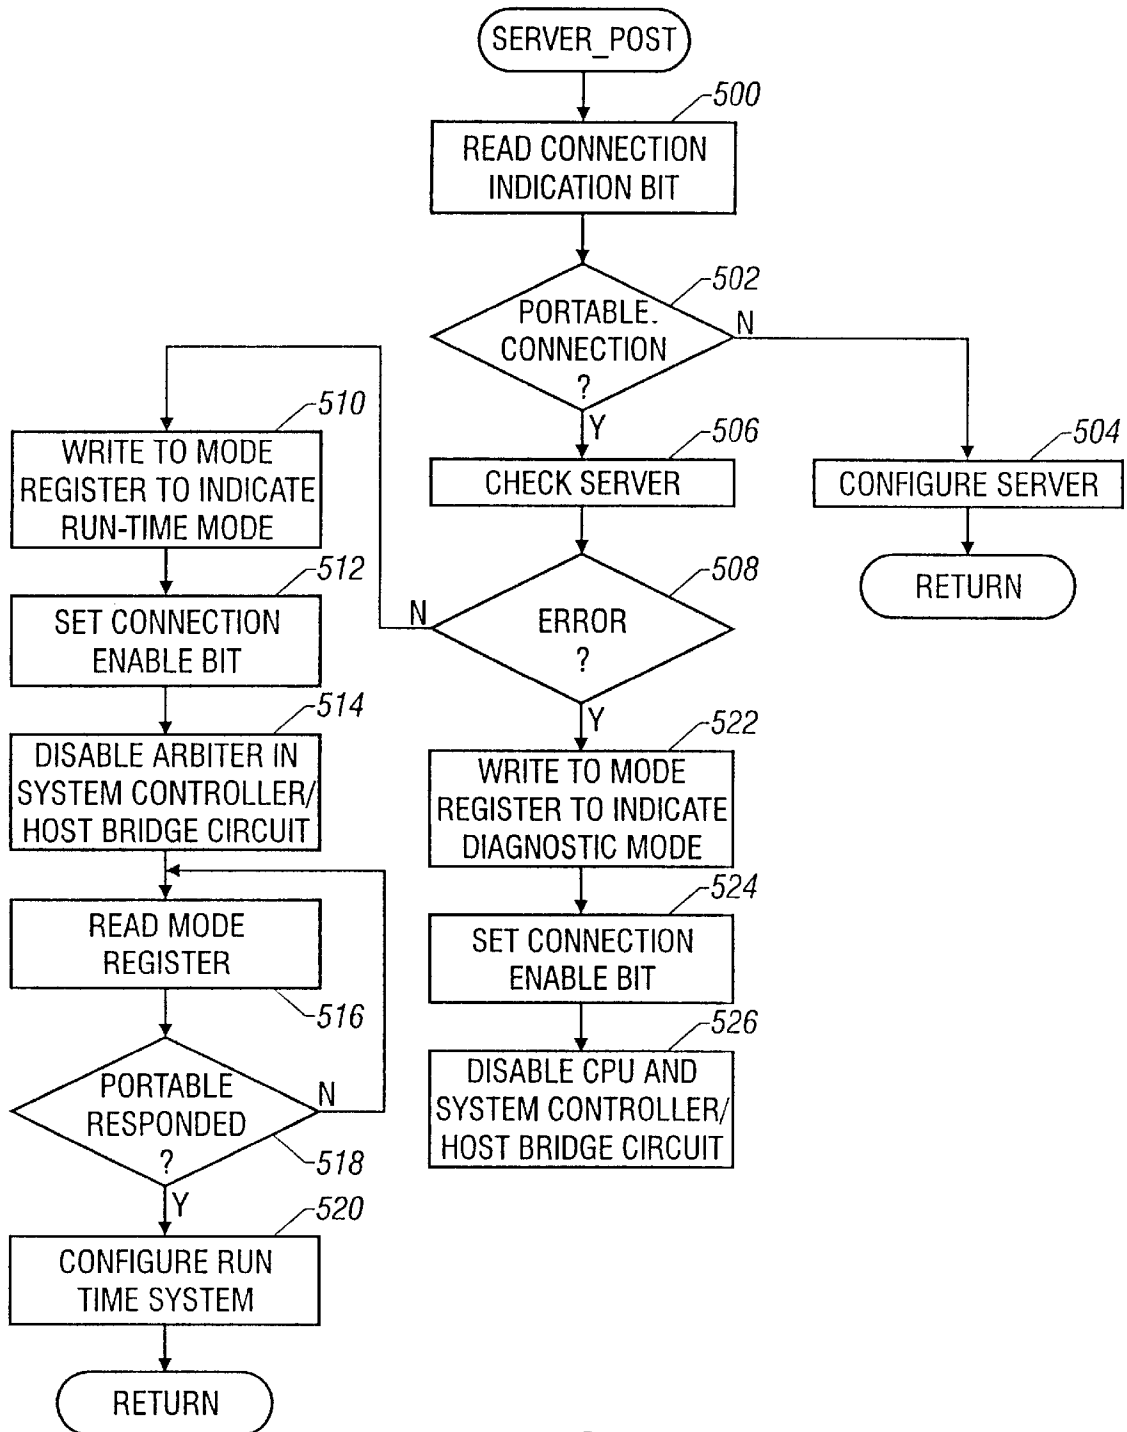 SERVER_POST
500
READ CONNECTION
INDICATION BIT
502
PORTABLE.
CONNECTION
?
N
Y
504
CONFIGURE SERVER
RETURN
506
CHECK SERVER
508
ERROR
?
N
Y
510
WRITE TO MODE
REGISTER TO INDICATE
RUN-TIME MODE
512
SET CONNECTION
ENABLE BIT
514
DISABLE ARBITER IN
SYSTEM CONTROLLER/
HOST BRIDGE CIRCUIT
READ MODE
REGISTER
516
PORTABLE
RESPONDED
?
N
518
Y
520
CONFIGURE RUN
TIME SYSTEM
RETURN
522
WRITE TO MODE
REGISTER TO INDICATE
DIAGNOSTIC MODE
524
SET CONNECTION
ENABLE BIT
526
DISABLE CPU AND
SYSTEM CONTROLLER/
HOST BRIDGE CIRCUIT